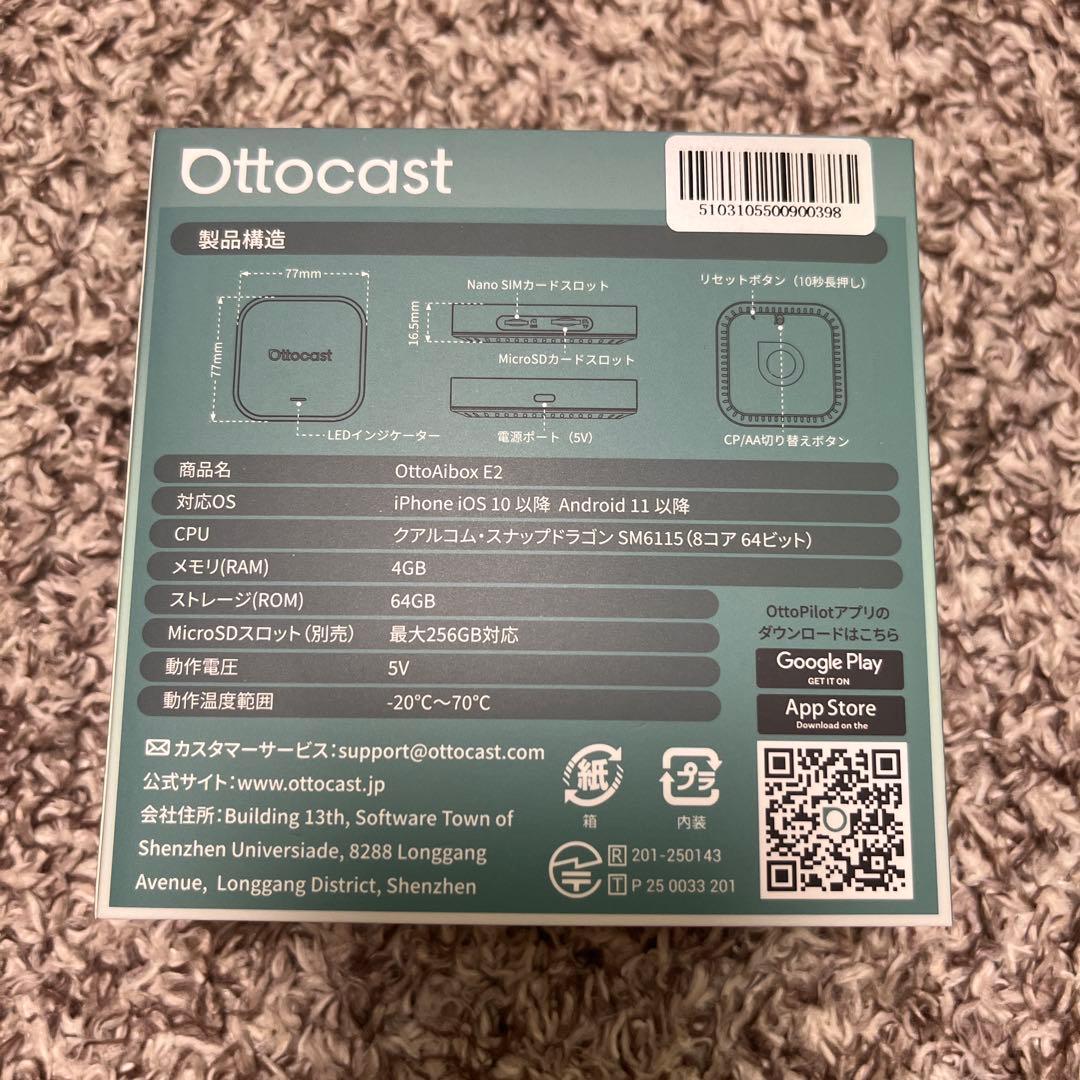 Ottocast
5103105500900398
製品構造
77mm
77mm
Ottocast
LEDインジケーター
Nano SIMカードスロット
16.5mm
MicroSDカードスロット
電源ポート（5V）
リセットボタン（10秒長押し）
CP/AA切り替えボタン
商品名 OttoAibox E2
対応OS iPhone iOS 10 以降 Android 11 以降
CPU クアルコム・スナップドラゴン SM6115（8コア 64ビット）
メモリ(RAM) 4GB
ストレージ(ROM) 64GB
MicroSDスロット（別売） 最大256GB対応
動作電圧 5V
動作温度範囲 -20℃～70℃
OttoPilotアプリの
ダウンロードはこちら
Google Play
GET IT ON
App Store
Download on the
カスタマーサービス：support@ottocast.com
公式サイト：www.ottocast.jp
会社住所：Building 13th, Software Town of
Shenzhen Universiade, 8288 Longgang
Avenue, Longgang District, Shenzhen
紙
箱
プラ
内装
R 201-250143
T P 25 0033 201